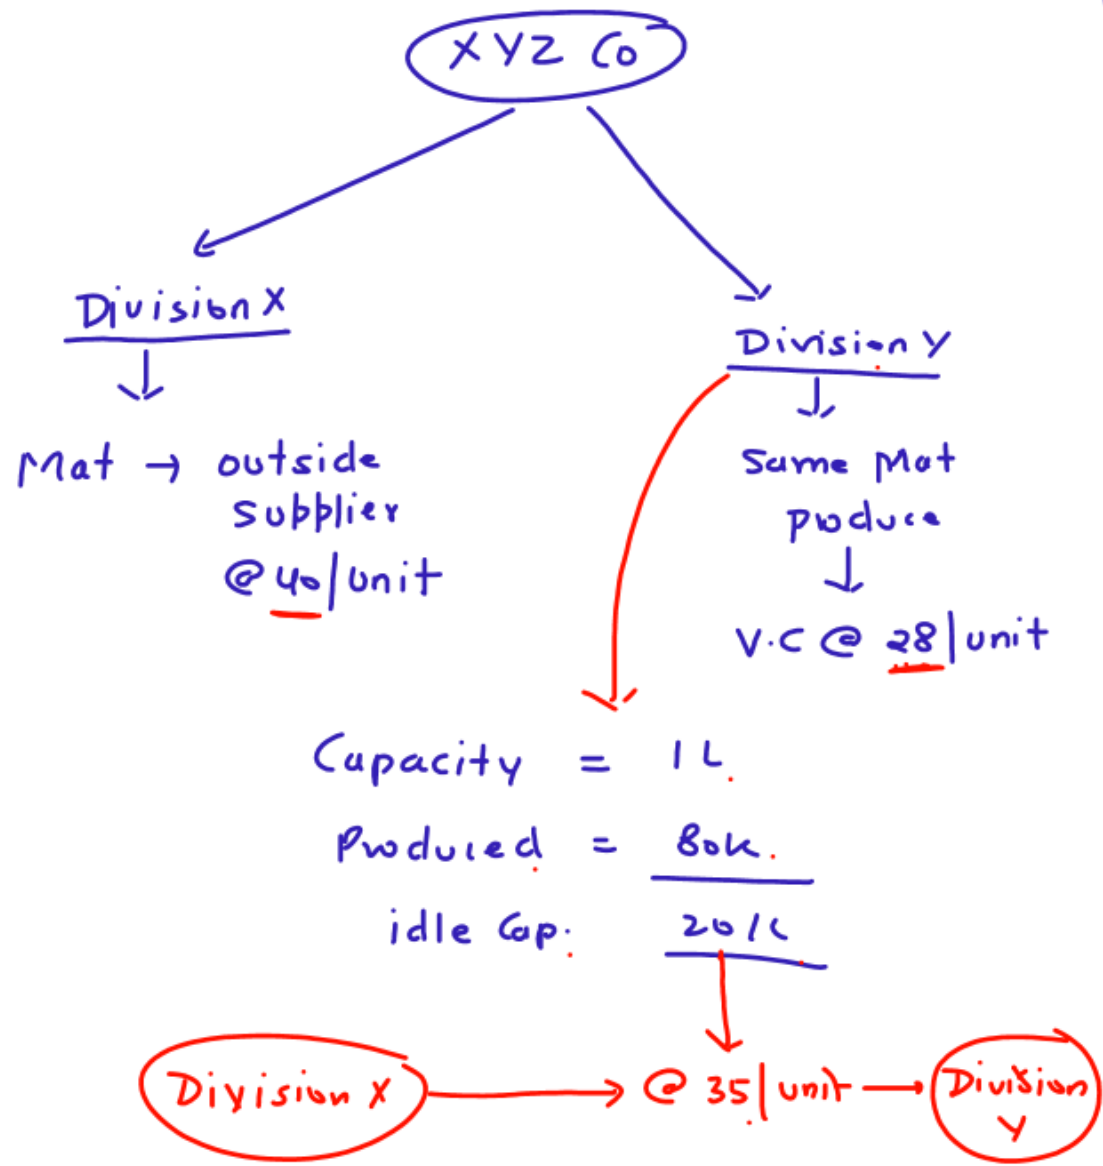 XYZ Co
Division X
Division Y
Mat → outside
supplier
@ 40/unit
Same Mat
produce
V.C @ 28/unit
Capacity = 1 L
Produced = 80k
idle Cap. 20k
Division X → @ 35/unit → Division
Y